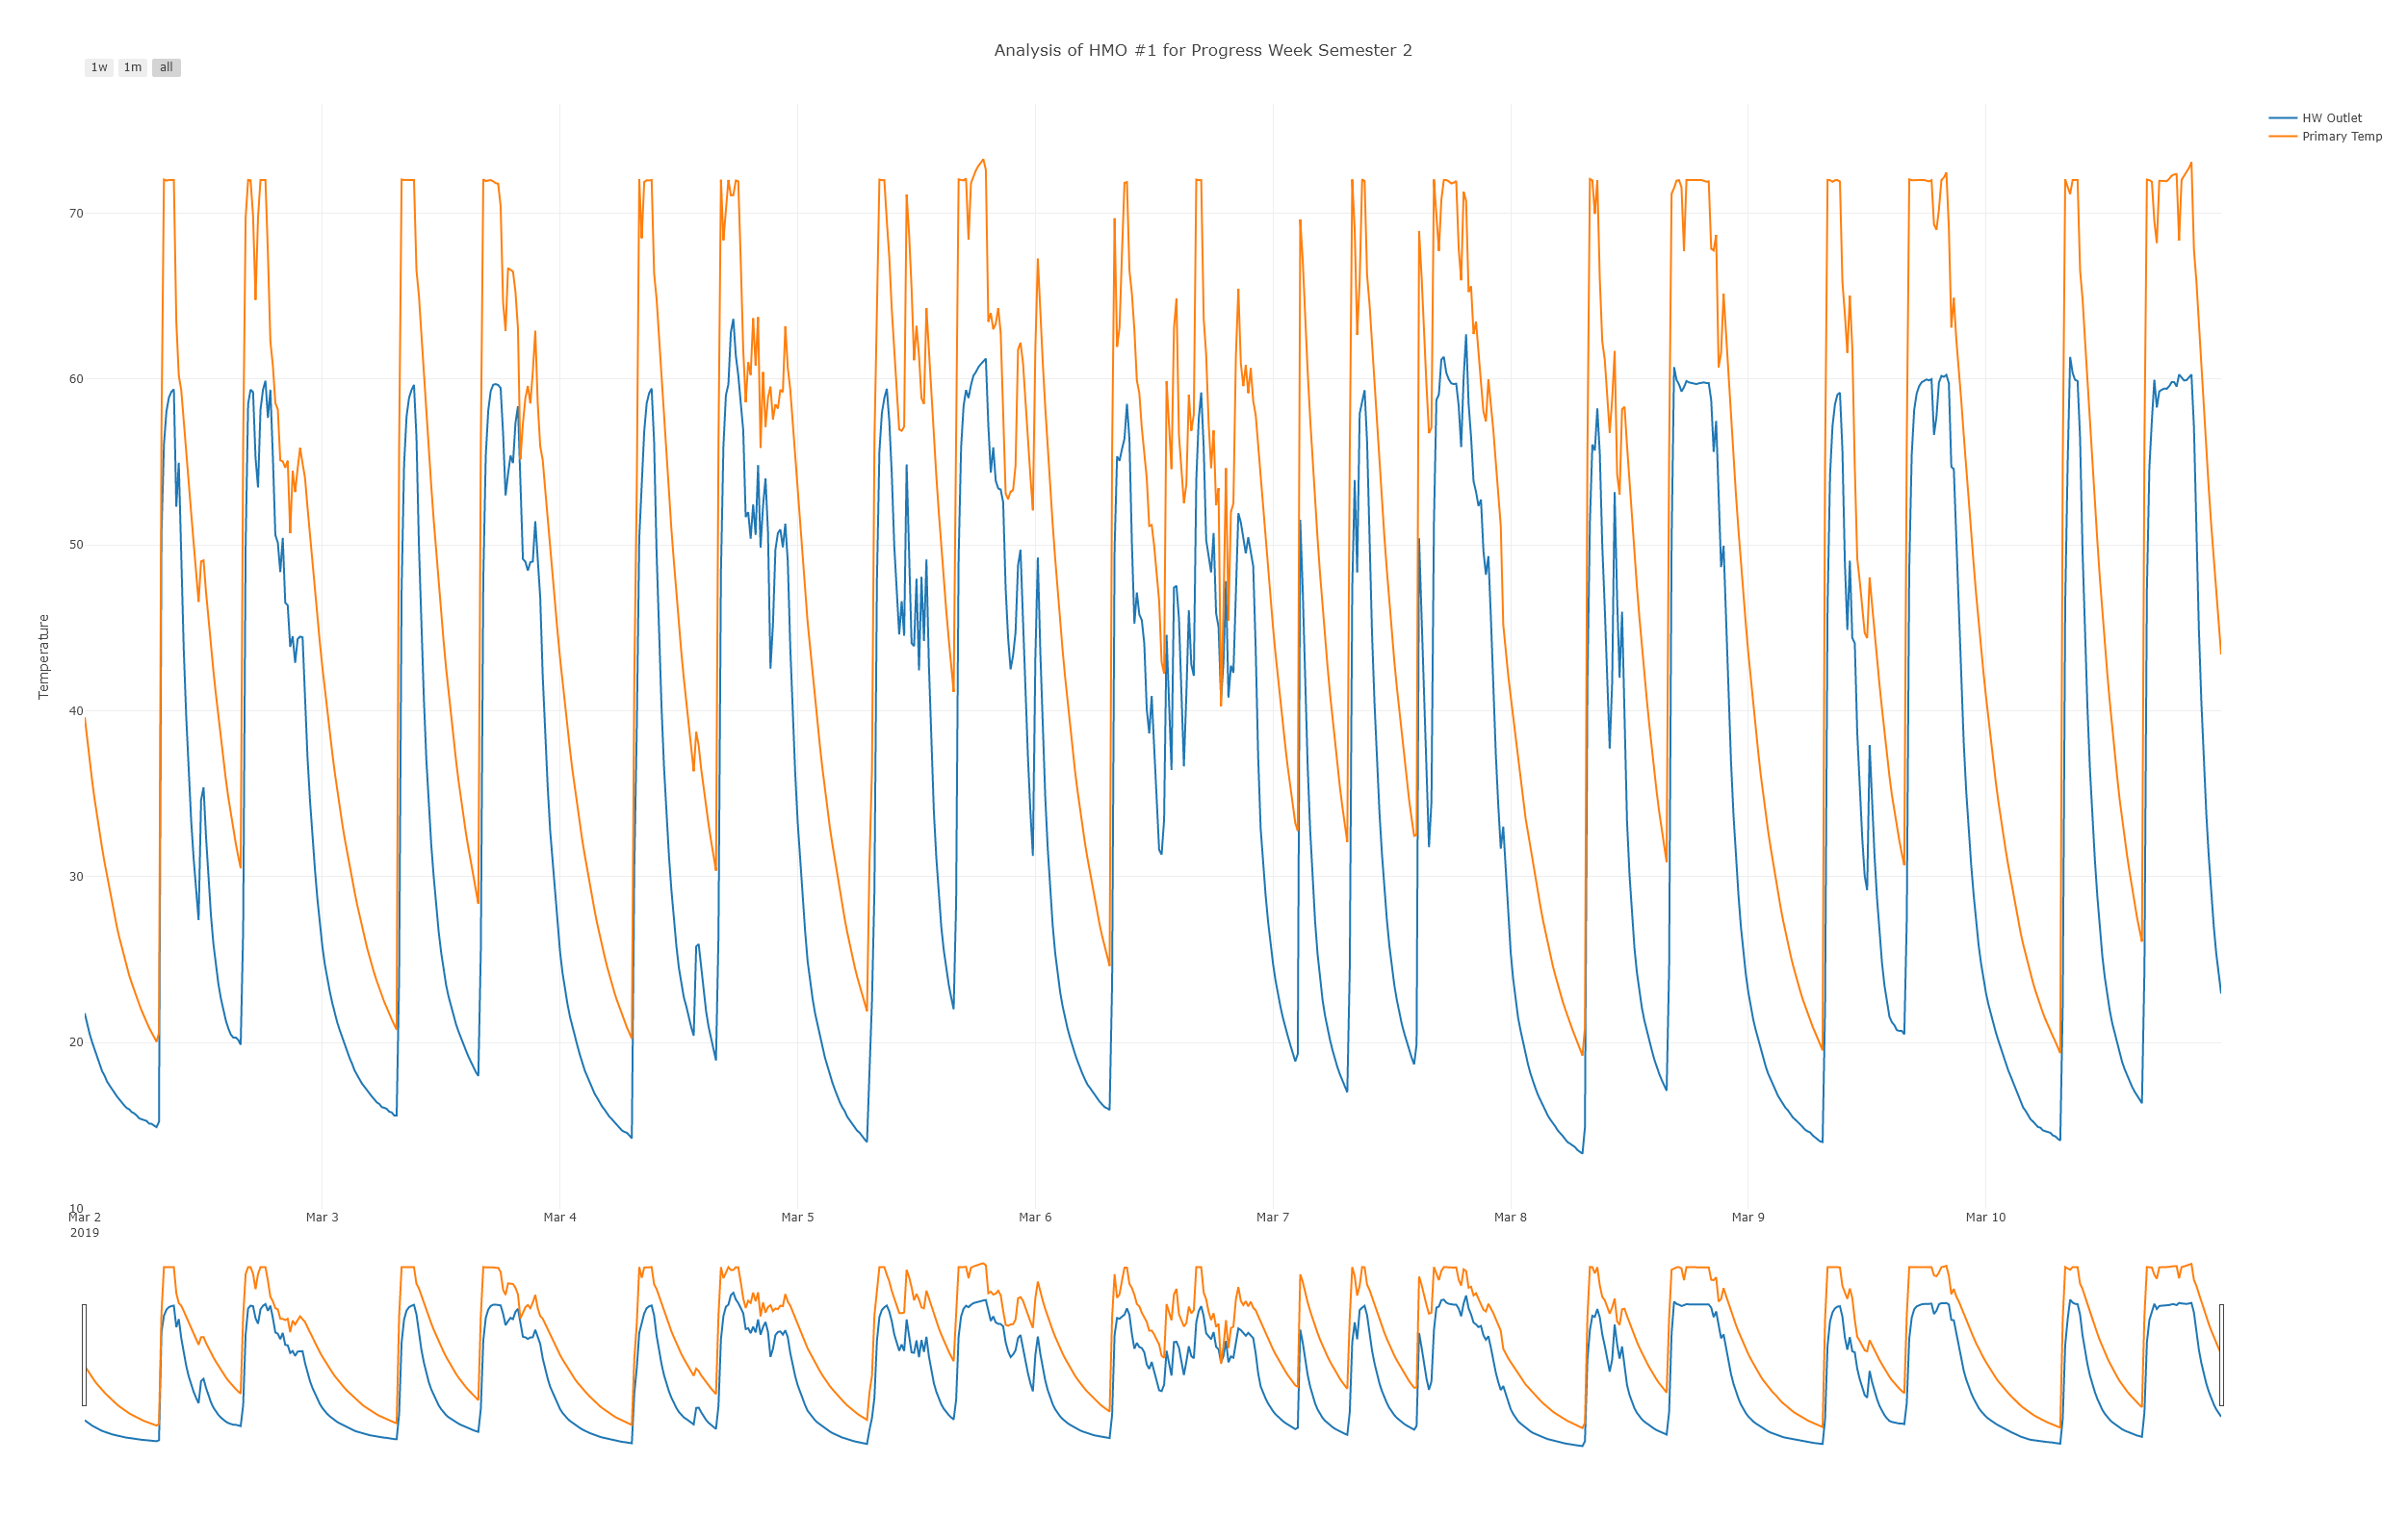 Analysis of HMO #1 for Progress Week Semester 2
1w 1m all
HW Outlet
Primary Temp
Temperature
70
60
50
40
30
20
10
Mar 2 Mar 3 Mar 4 Mar 5 Mar 6 Mar 7 Mar 8 Mar 9 Mar 10
2019